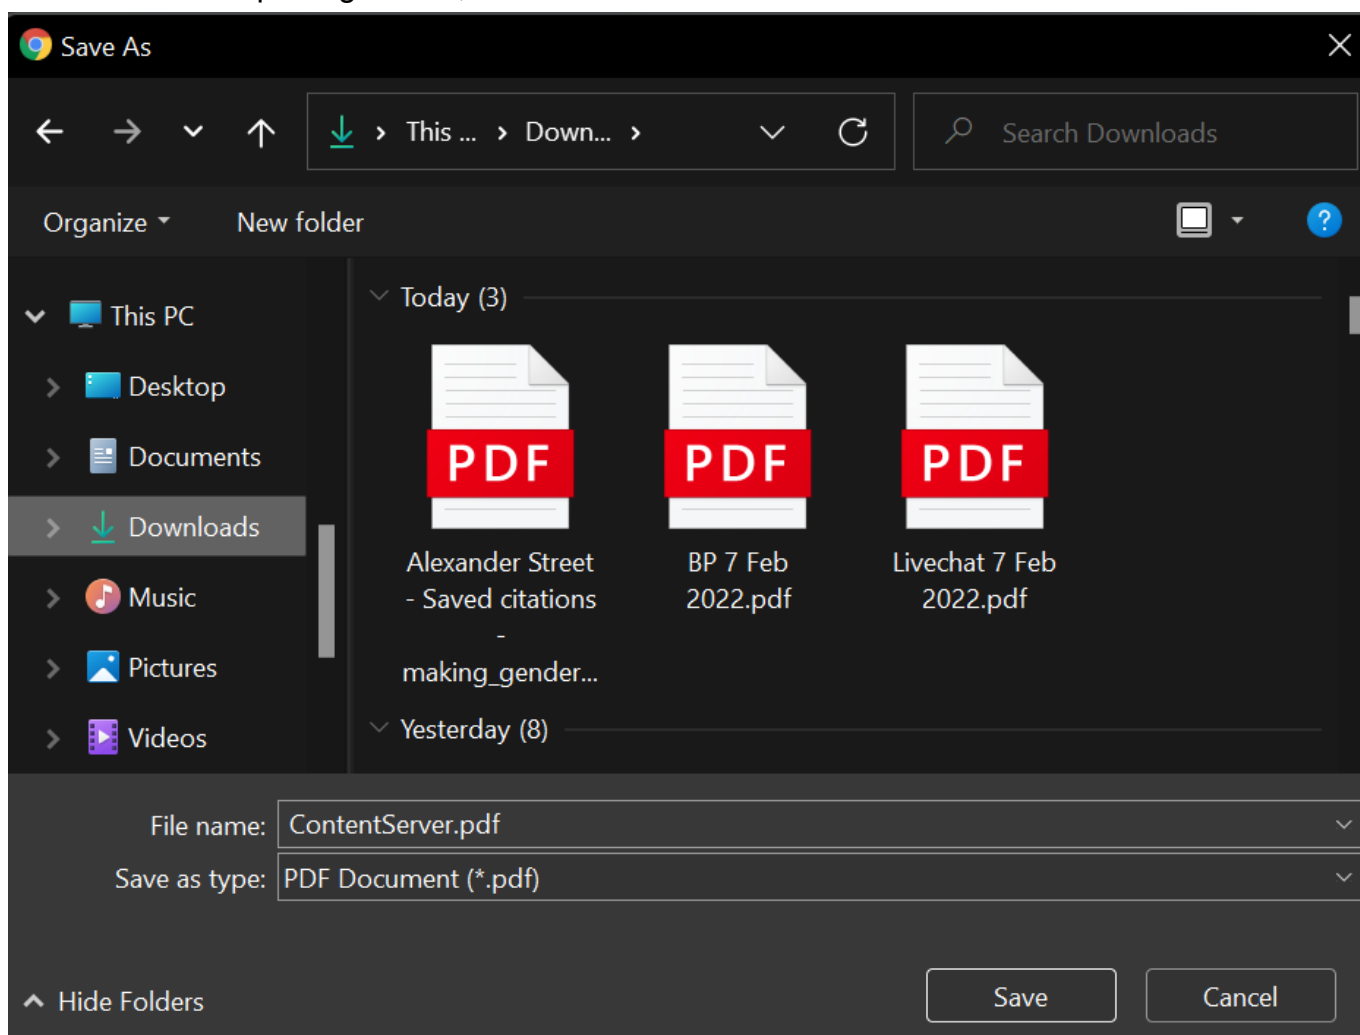 Save As
This ... > Down... >
Search Downloads
Organize
New folder
?
This PC
Desktop
Documents
Downloads
Music
Pictures
Videos
Today (3)
PDF PDF PDF
Alexander Street
- Saved citations
-
making_gender...
BP 7 Feb
2022.pdf
Livechat 7 Feb
2022.pdf
Yesterday (8)
File name: ContentServer.pdf
Save as type: PDF Document (*.pdf)
Hide Folders
Save
Cancel